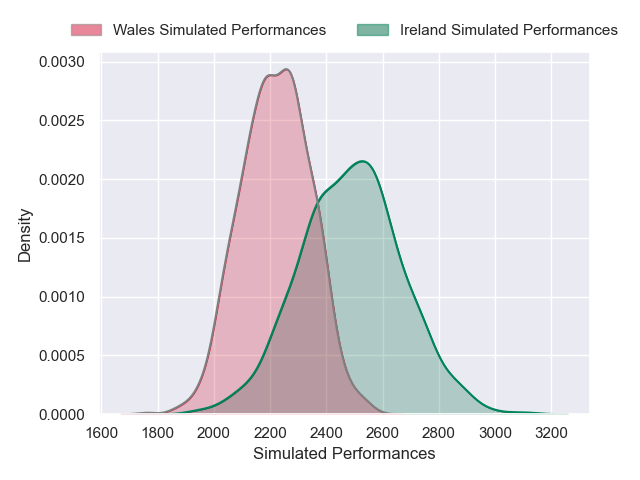 Wales Simulated Performances
Ireland Simulated Performances
0.0030
0.0025
0.0020
0.0015
0.0010
0.0005
0.0000
Density
1600 1800 2000 2200 2400 2600 2800 3000 3200
Simulated Performances